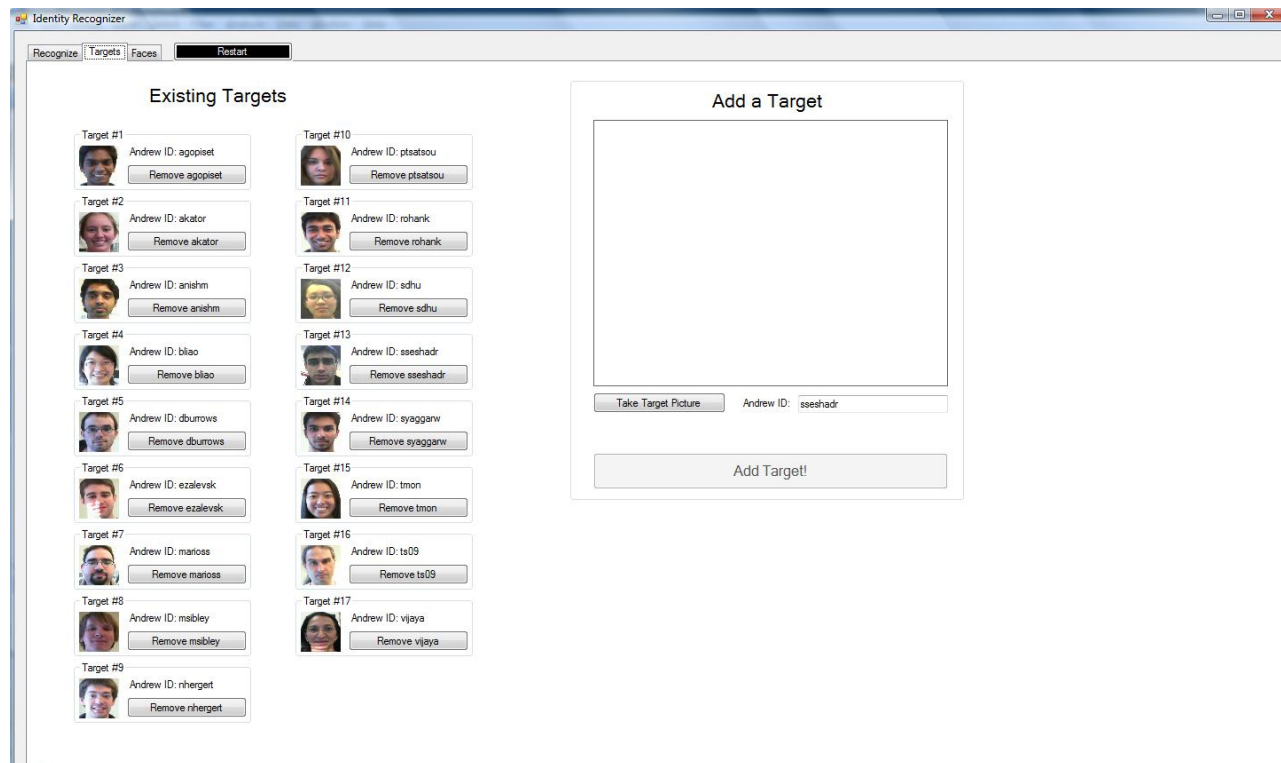 Identity Recognizer
Recognize Targets Faces Restart
Existing Targets
Target #1
Andrew ID: agopiset
Remove agopiset
Target #2
Andrew ID: akator
Remove akator
Target #3
Andrew ID: anishm
Remove anishm
Target #4
Andrew ID: bliao
Remove bliao
Target #5
Andrew ID: dburrows
Remove dburrows
Target #6
Andrew ID: ezalevsk
Remove ezalevsk
Target #7
Andrew ID: marioss
Remove marioss
Target #8
Andrew ID: msibley
Remove msibley
Target #9
Andrew ID: nhergert
Remove nhergert
Target #10
Andrew ID: ptsatsou
Remove ptsatsou
Target #11
Andrew ID: rohank
Remove rohank
Target #12
Andrew ID: sdhu
Remove sdhu
Target #13
Andrew ID: sseshadr
Remove sseshadr
Target #14
Andrew ID: syaggarw
Remove syaggarw
Target #15
Andrew ID: tmon
Remove tmon
Target #16
Andrew ID: ts09
Remove ts09
Target #17
Andrew ID: vijaya
Remove vijaya
Add a Target
Take Target Picture Andrew ID: sseshadr
Add Target!